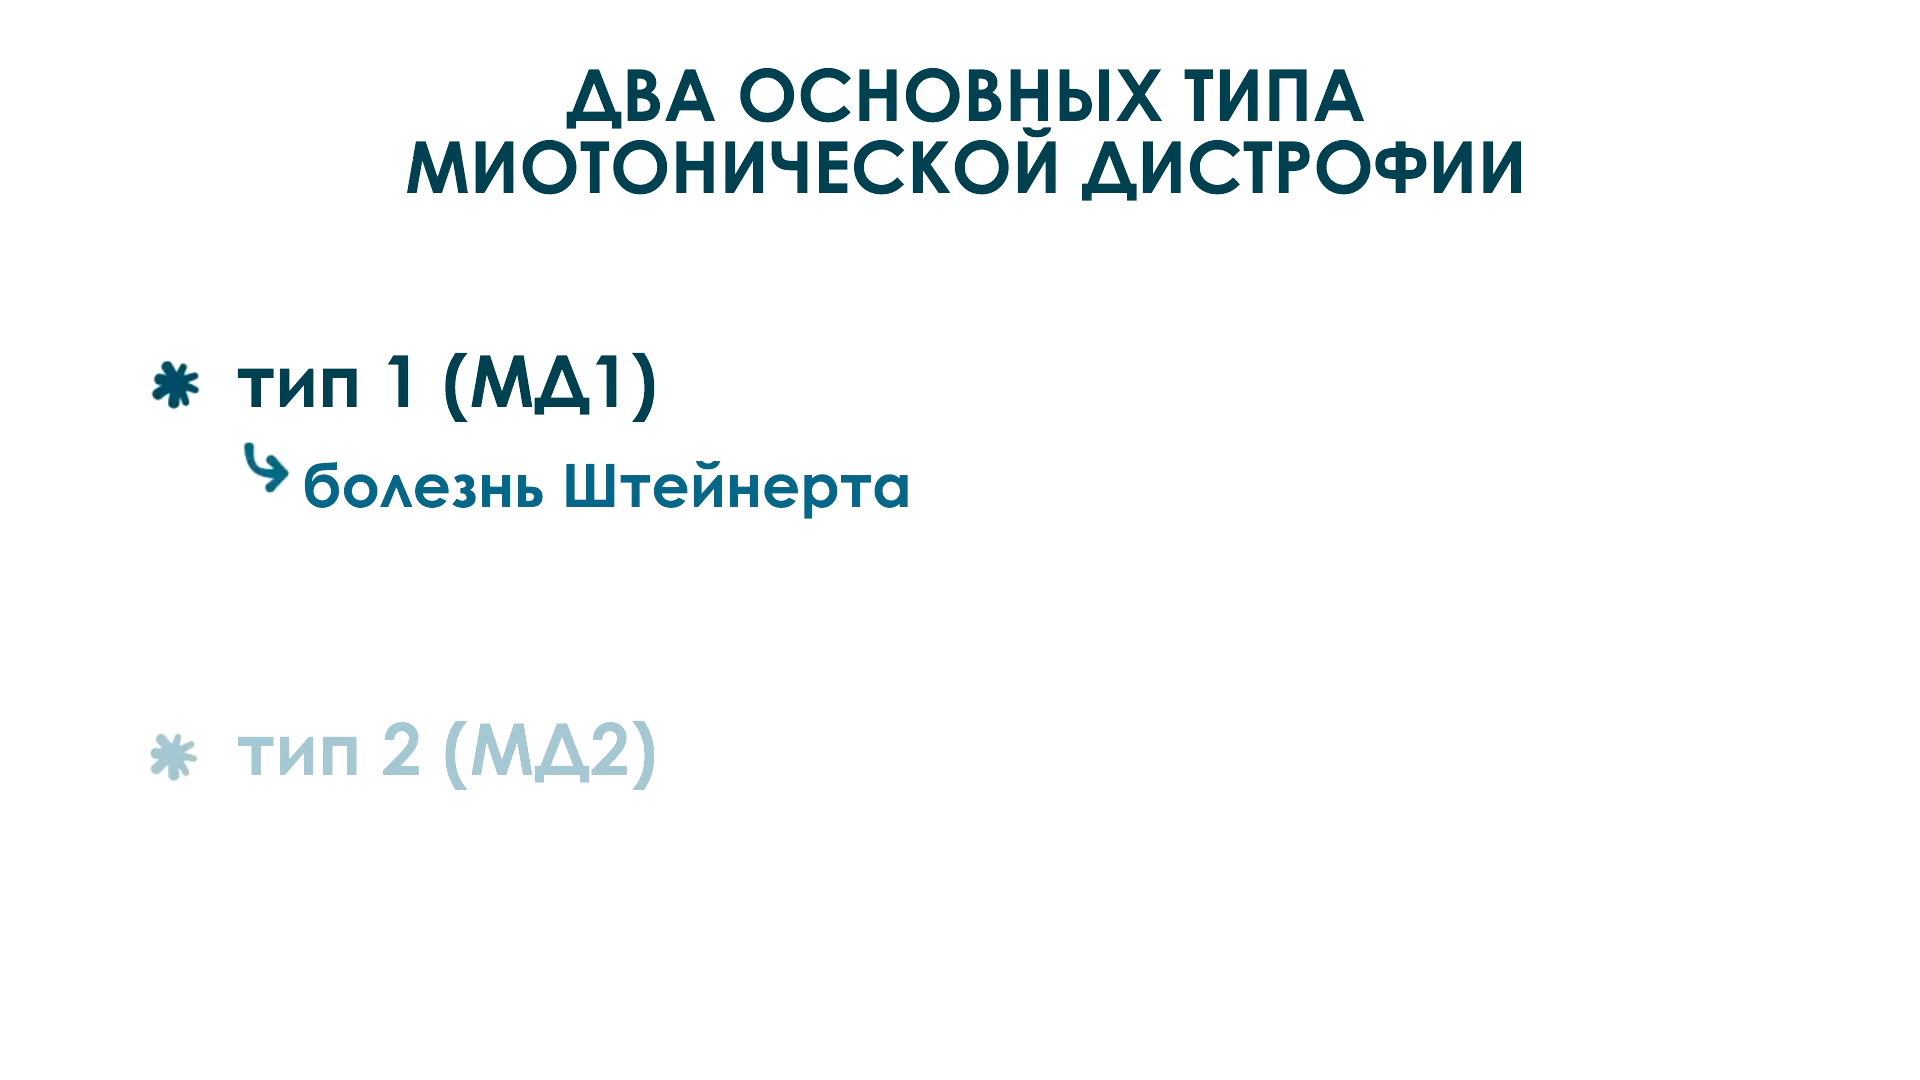 ДВА ОСНОВНЫХ ТИПА
МИОТОНИЧЕСКОЙ ДИСТРОФИИ
тип 1 (МД1)
болезнь Штейнерта
тип 2 (МД2)